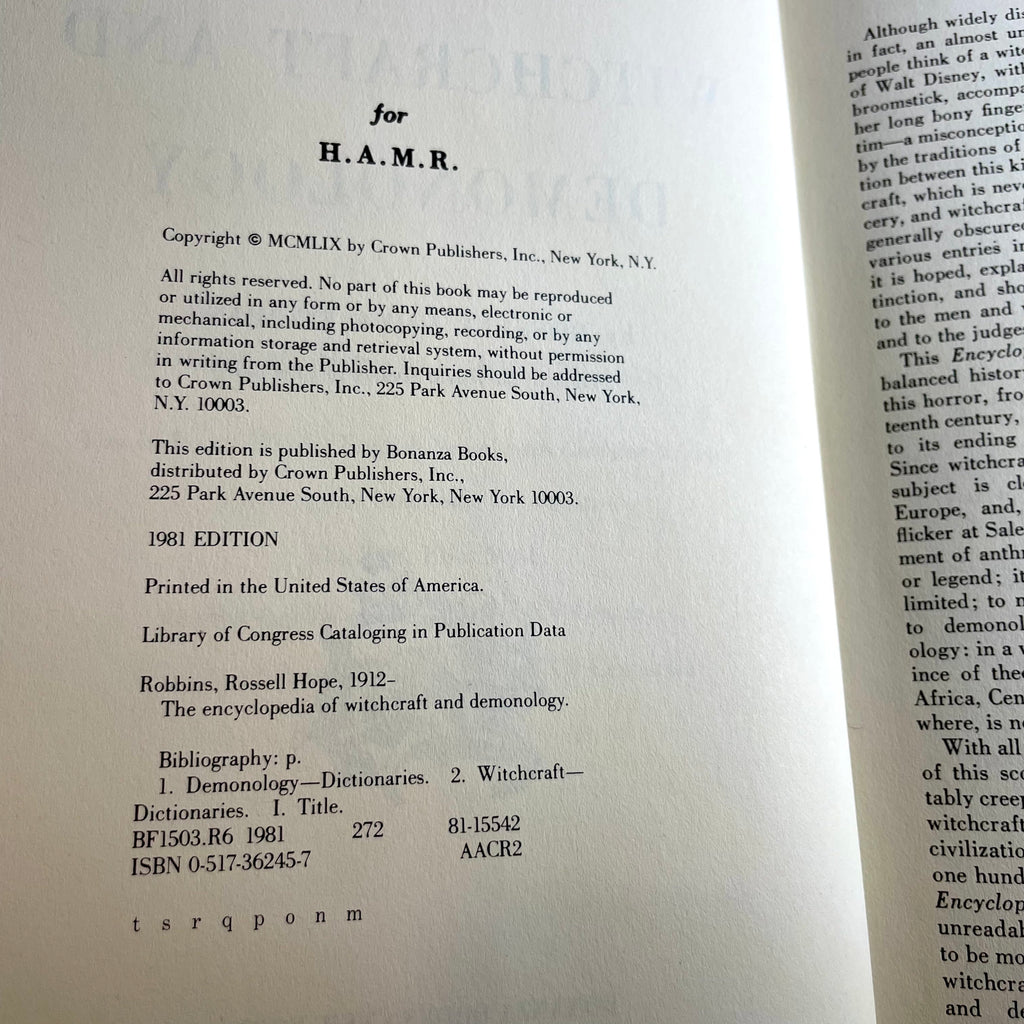 for
H.A.M.R.
Copyright © MCMLIX by Crown Publishers, Inc., New York, N.Y.
All rights reserved. No part of this book may be reproduced
or utilized in any form or by any means, electronic or
mechanical, including photocopying, recording, or by any
information storage and retrieval system, without permission
in writing from the Publisher. Inquiries should be addressed
to Crown Publishers, Inc., 225 Park Avenue South, New York,
N.Y. 10003.
This edition is published by Bonanza Books,
distributed by Crown Publishers, Inc.,
225 Park Avenue South, New York, New York 10003.
1981 EDITION
Printed in the United States of America.
Library of Congress Cataloging in Publication Data
Robbins, Rossell Hope, 1912–
The encyclopedia of witchcraft and demonology.
Bibliography: p.
1. Demonology—Dictionaries. 2. Witchcraft—
Dictionaries. I. Title.
BF1503.R6 1981 272 81-15542
ISBN 0-517-36245-7 AACR2
t s r q p o n m
Although widely dis
in fact, an almost un
people think of a wit
of Walt Disney, with
broomstick, accompa
her long bony finge
tim—a misconceptio
by the traditions of
tion between this ki
craft, which is nev
cery, and witchcraf
generally obscure
various entries in
it is hoped, expla
tinction, and sho
to the men and
and to the judge
This Encyclop
balanced histor
this horror, fro
teenth century,
to its ending
Since witchcra
subject is cl
Europe, and,
flicker at Sale
ment of anth
or legend; it
limited; to
to demonol
ology: in a
ince of the
Africa, Cen
where, is n
With all
of this sco
tably creep
witchcraft
civilizatio
one hund
Encyclop
unreadab
to be mo
witchcra
and de